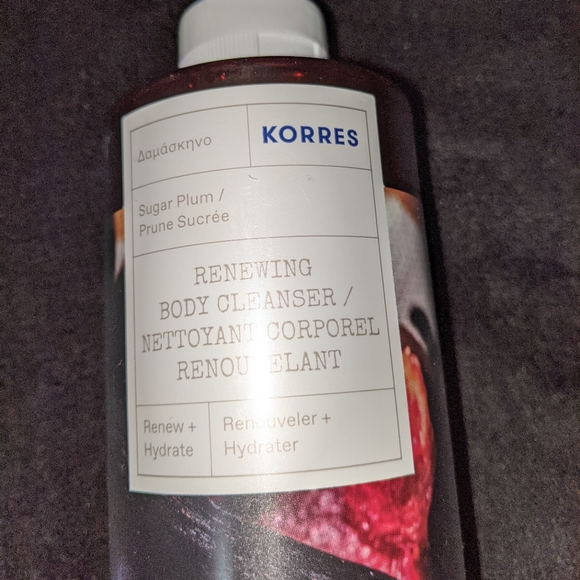 Δαμάσκηνο
KORRES
Sugar Plum /
Prune Sucrée
RENEWING
BODY CLEANSER /
NETTOYANT CORPOREL
RENOUVELANT
Renew +
Hydrate
Renouveler +
Hydrater